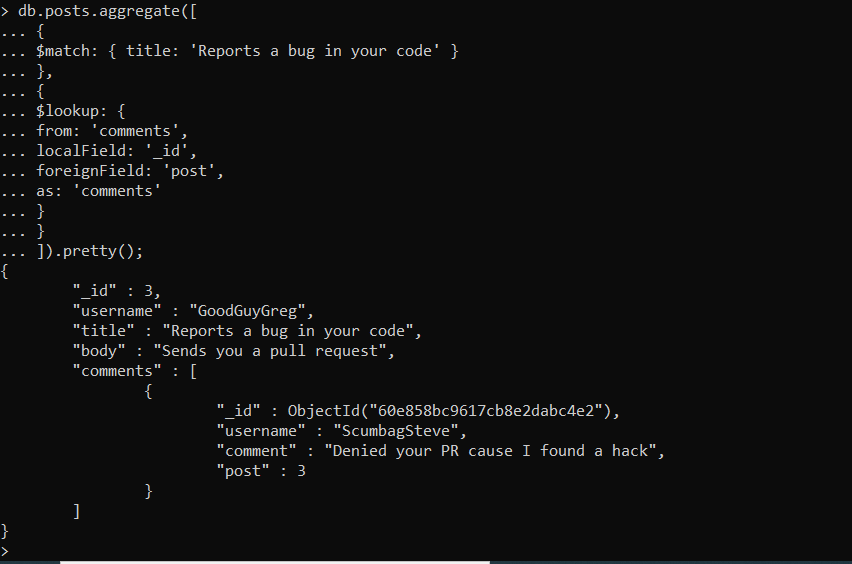 > db.posts.aggregate([
... {
... $match: { title: 'Reports a bug in your code' }
... },
... {
... $lookup: {
... from: 'comments',
... localField: '_id',
... foreignField: 'post',
... as: 'comments'
... }
... }
... ]).pretty();
{
        "_id" : 3,
        "username" : "GoodGuyGreg",
        "title" : "Reports a bug in your code",
        "body" : "Sends you a pull request",
        "comments" : [
                {
                        "_id" : ObjectId("60e858bc9617cb8e2dabc4e2"),
                        "username" : "ScumbagSteve",
                        "comment" : "Denied your PR cause I found a hack",
                        "post" : 3
                }
        ]
}
>